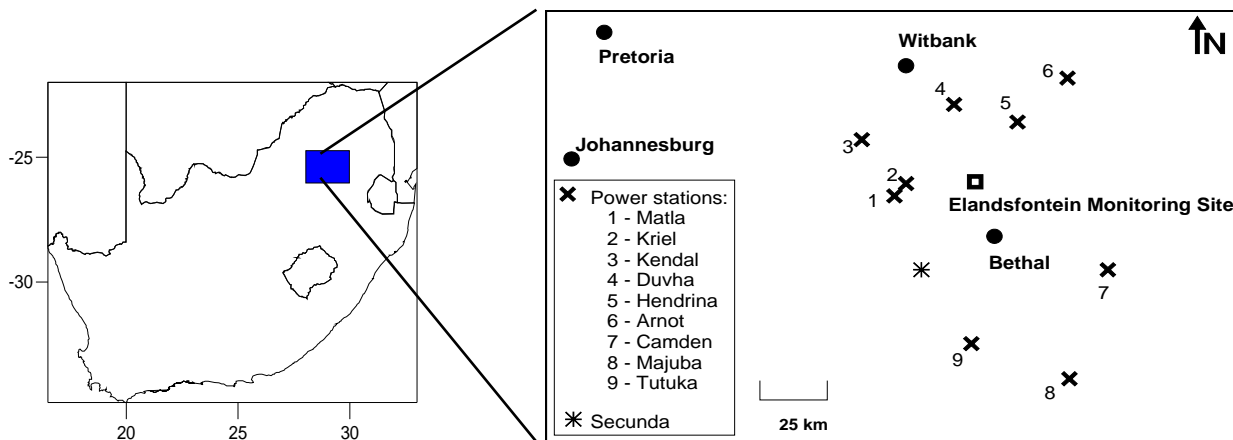 -25
-30
20
25
30
N
Pretoria
Witbank
Johannesburg
6
4
5
3
2
1
Elandsfontein Monitoring Site
Bethal
7
9
8
Power stations:
1 - Matla
2 - Kriel
3 - Kendal
4 - Duvha
5 - Hendrina
6 - Arnot
7 - Camden
8 - Majuba
9 - Tutuka
Secunda
25 km